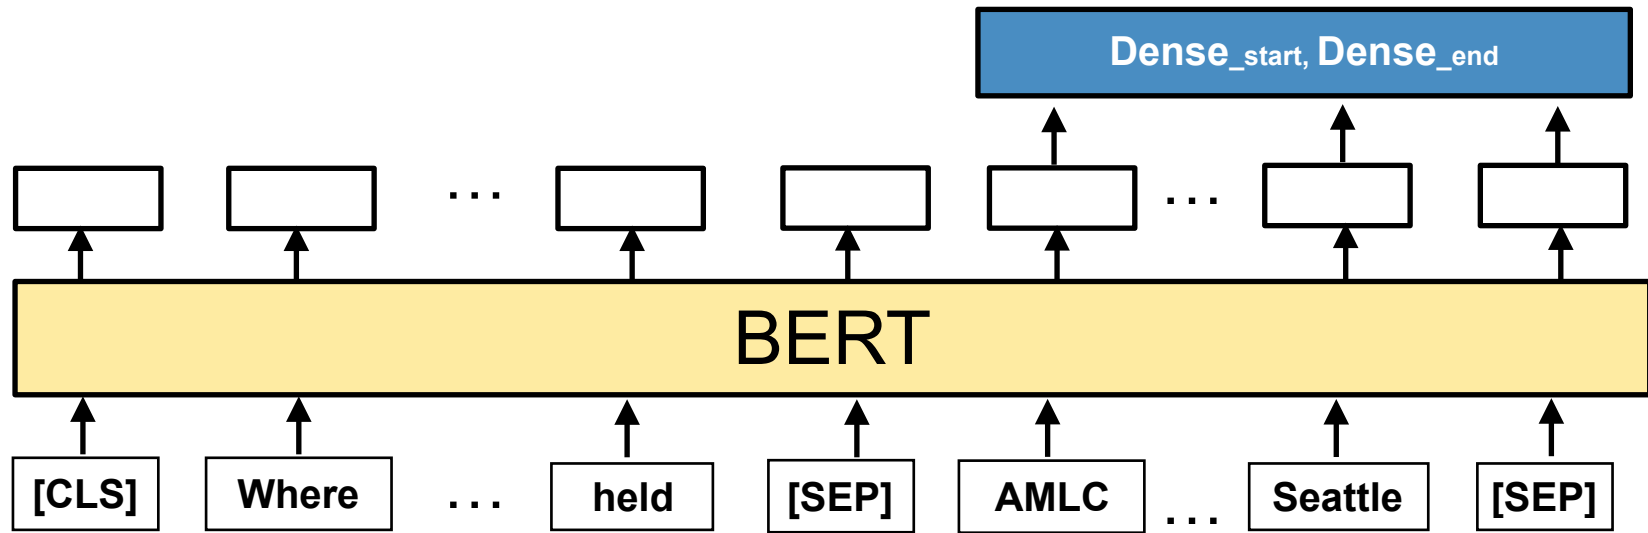 Dense_start, Dense_end
. . .
. . .
BERT
[CLS] Where . . . held [SEP] AMLC . . . Seattle [SEP]